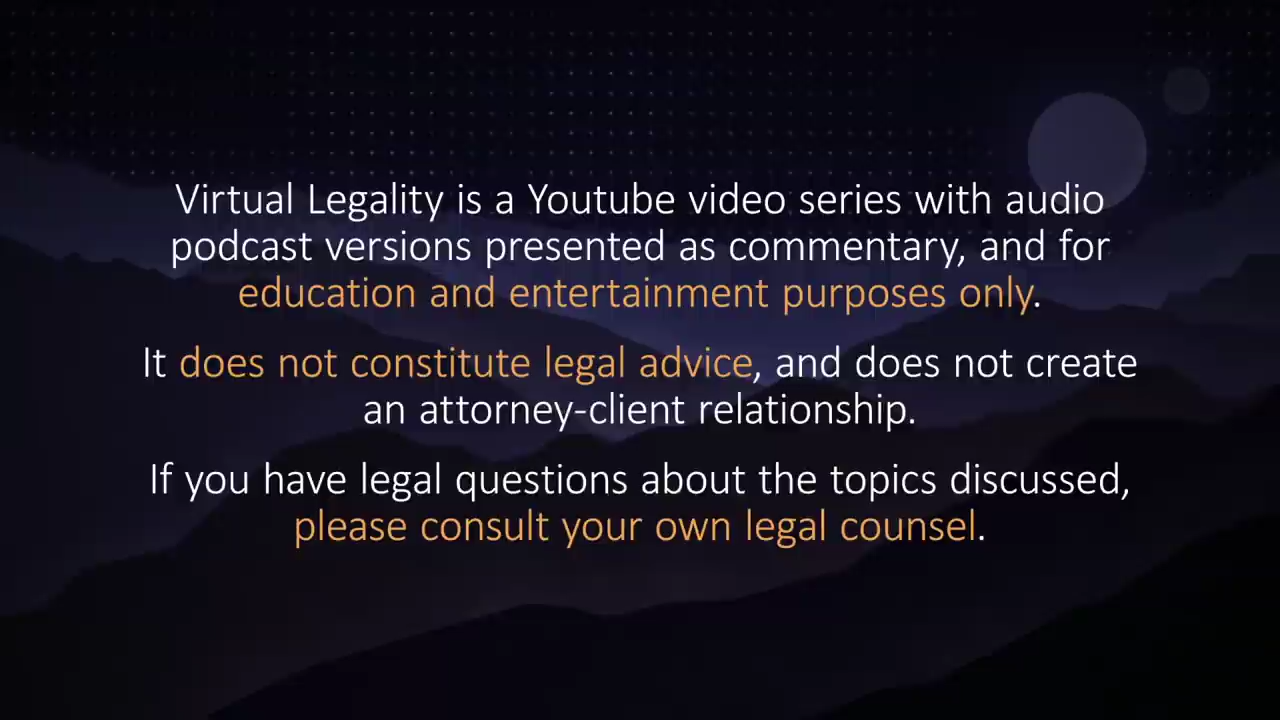 Virtual Legality is a Youtube video series with audio
podcast versions presented as commentary, and for
education and entertainment purposes only.
It does not constitute legal advice, and does not create
an attorney-client relationship.
If you have legal questions about the topics discussed,
please consult your own legal counsel.